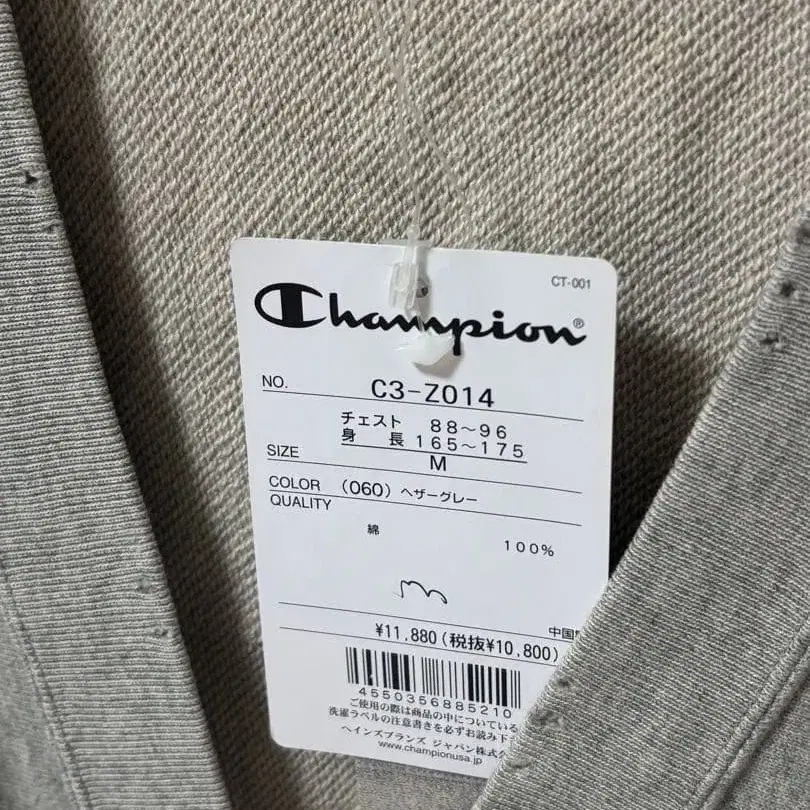 CT-001
Champion®
NO. C3-Z014
チェスト 88~96
身 長 165~175
SIZE M
COLOR (060) ヘザーグレー
QUALITY
綿 100%
¥11,880 (税抜¥10,800)
中国
4550356885210
ご使用の際は商品の中についている
洗濯ラベルの注意書きを必ずお読み下
ヘインズブランズ ジャパン株式
www.championusa.jp